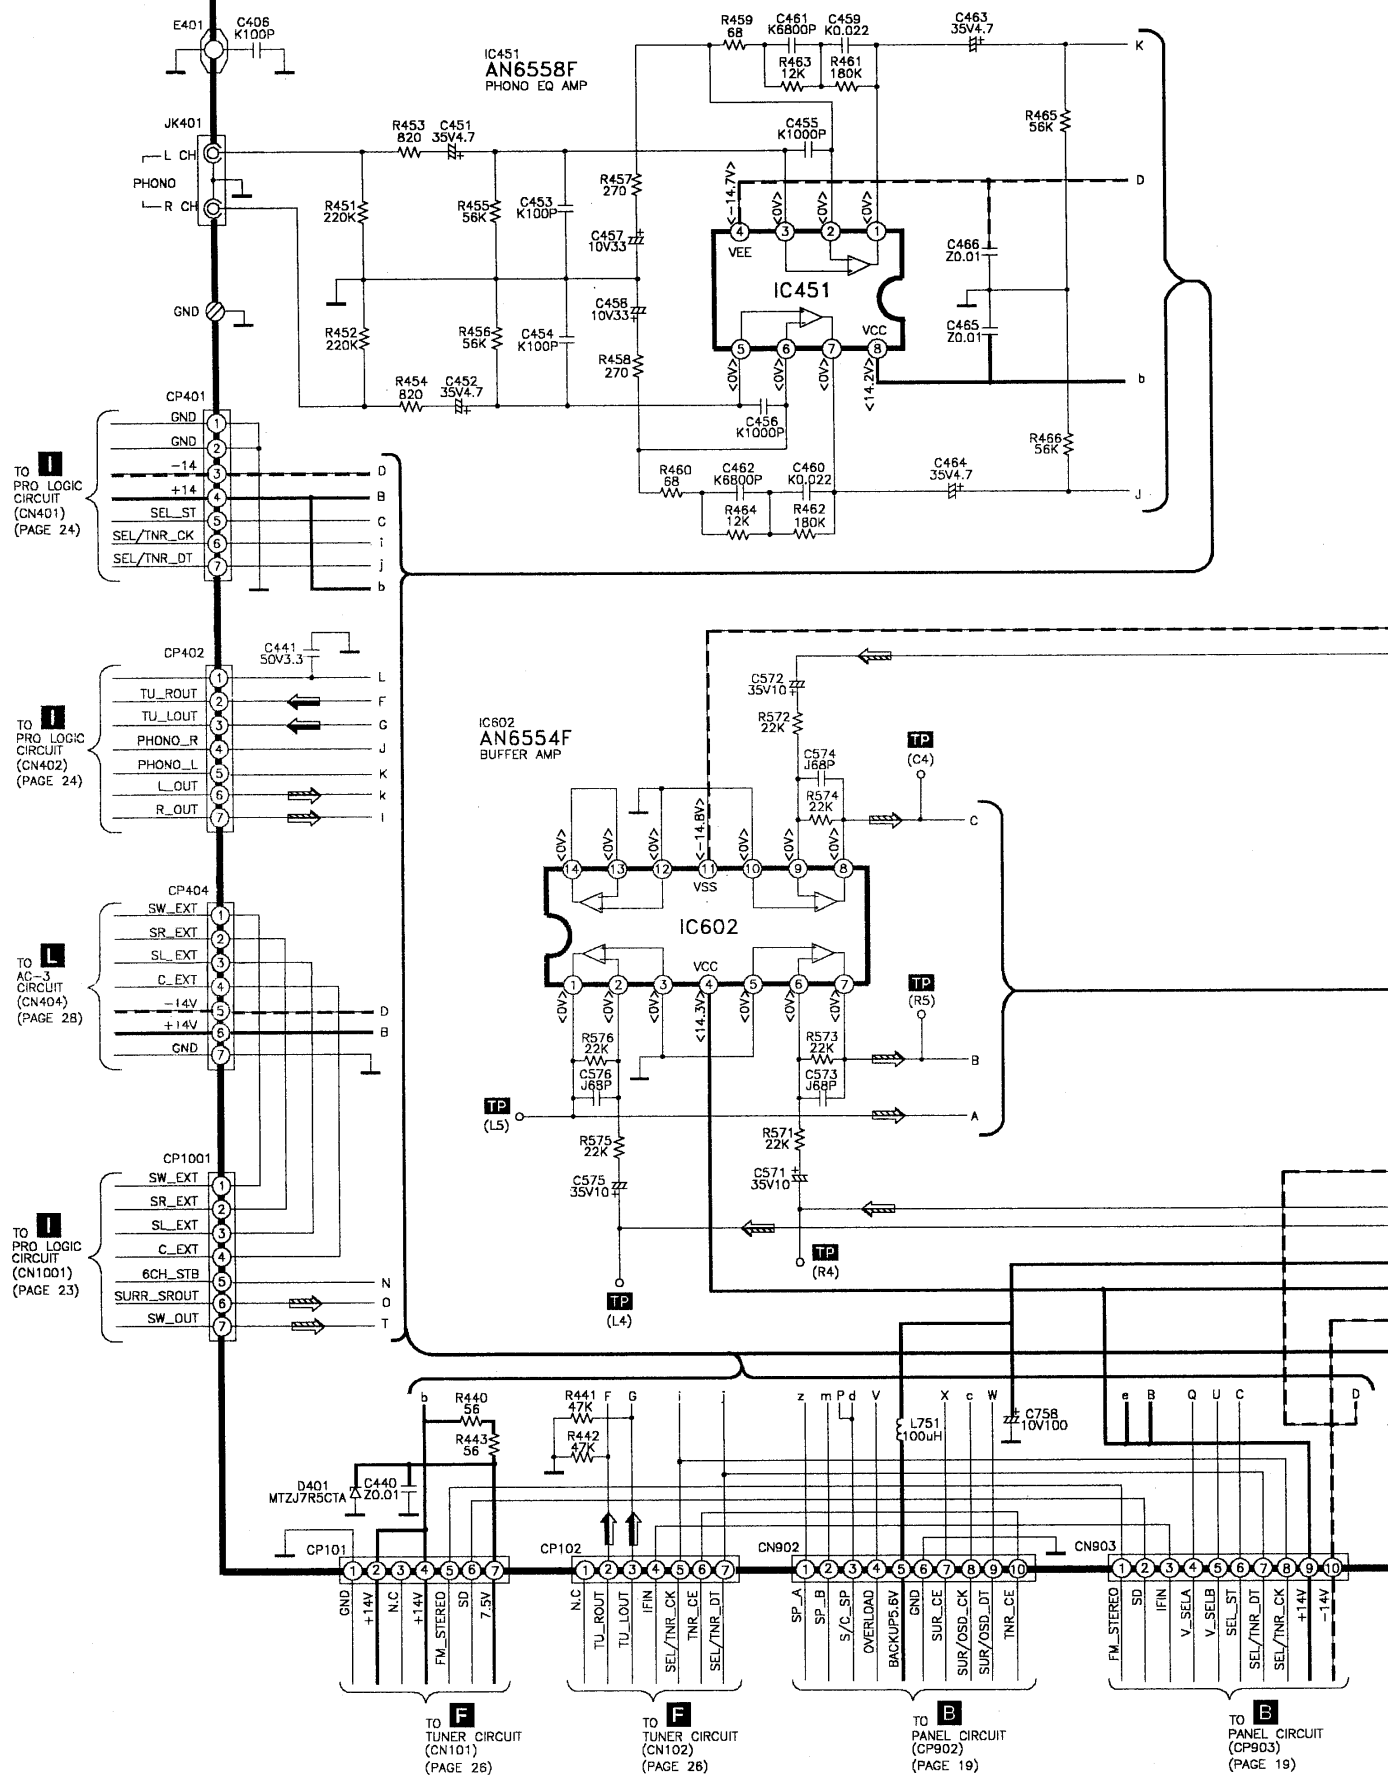 E401
C406
K100P
IC451
AN6558F
PHONO EQ AMP
R459
68
C461
K6800P
C459
K0.022
C463
35V4.7
R463
12K
R461
180K
K
JK401
L CH
PHONO
R CH
R453
820
C451
35V4.7
C455
K1000P
R465
56K
R451
220K
R455
56K
C453
K100P
R457
270
C457
10V33
<-14.7V>
<0V>
<0V>
<0V>
D
4
3
2
1
VEE
C466
Z0.01
IC451
GND
R452
220K
R456
56K
C454
K100P
C458
10V33
R458
270
VCC
5
6
7
8
C465
Z0.01
<0V>
<0V>
<0V>
<14.2V>
b
R454
820
C452
35V4.7
C456
K1000P
R466
56K
R460
68
C462
K6800P
C460
K0.022
C464
35V4.7
R464
12K
R462
180K
J
CP401
GND 1
GND 2
-14 3 D
+14 4 B
SEL_ST 5 C
SEL/TNR_CK 6 i
SEL/TNR_DT 7 j
b
TO I
PRO LOGIC
CIRCUIT
(CN401)
(PAGE 24)
CP402
C441
50V3.3
1 L
TU_ROUT 2 F
TU_LOUT 3 G
PHONO_R 4 J
PHONO_L 5 K
L_OUT 6 k
R_OUT 7 l
TO I
PRO LOGIC
CIRCUIT
(CN402)
(PAGE 24)
IC602
AN6554F
BUFFER AMP
C572
35V10
R572
22K
C574
J68P
R574
22K
TP
(C4)
C
<0V>
<0V>
<0V>
<-14.8V>
<0V>
<0V>
<0V>
14
13
12
11
10
9
8
VSS
IC602
VCC
1
2
3
4
5
6
7
<0V>
<0V>
<0V>
<14.3V>
<0V>
<0V>
<0V>
TP
(R5)
R576
22K
C576
J68P
R573
22K
C573
J68P
B
TP
(L5)
A
R575
22K
R571
22K
C575
35V10
C571
35V10
TP
(R4)
TP
(L4)
CP404
SW_EXT 1
SR_EXT 2
SL_EXT 3
C_EXT 4
-14V 5 D
+14V 6 B
GND 7
TO L
AC-3
CIRCUIT
(CN404)
(PAGE 28)
CP1001
SW_EXT 1
SR_EXT 2
SL_EXT 3
C_EXT 4
6CH_STB 5 N
SURR_SROUT 6 O
SW_OUT 7 T
TO I
PRO LOGIC
CIRCUIT
(CN1001)
(PAGE 23)
b
R440
56
R443
56
R441
47K
R442
47K
F G i j
z m P d V X c W
L751
100uH
C758
10V100
e B Q U C D
D401
MTZJ7R5CTA
C440
Z0.01
CP101
1 2 3 4 5 6 7
GND
+14V
N.C
+14V
FM_STEREO
SD
7.5V
CP102
1 2 3 4 5 6 7
N.C
TU_ROUT
TU_LOUT
IFIN
SEL/TNR_CK
TNR_CE
SEL/TNR_DT
CN902
1 2 3 4 5 6 7 8 9 10
SP_A
SP_B
S/C_SP
OVERLOAD
BACKUP5.6V
GND
SUR_CE
SUR/OSD_CK
SUR/OSD_DT
TNR_CE
CN903
1 2 3 4 5 6 7 8 9 10
FM_STEREO
SD
IFIN
V_SELA
V_SELB
SEL_ST
SEL/TNR_DT
SEL/TNR_CK
+14V
-14V
TO F
TUNER CIRCUIT
(CN101)
(PAGE 26)
TO F
TUNER CIRCUIT
(CN102)
(PAGE 26)
TO B
PANEL CIRCUIT
(CP902)
(PAGE 19)
TO B
PANEL CIRCUIT
(CP903)
(PAGE 19)